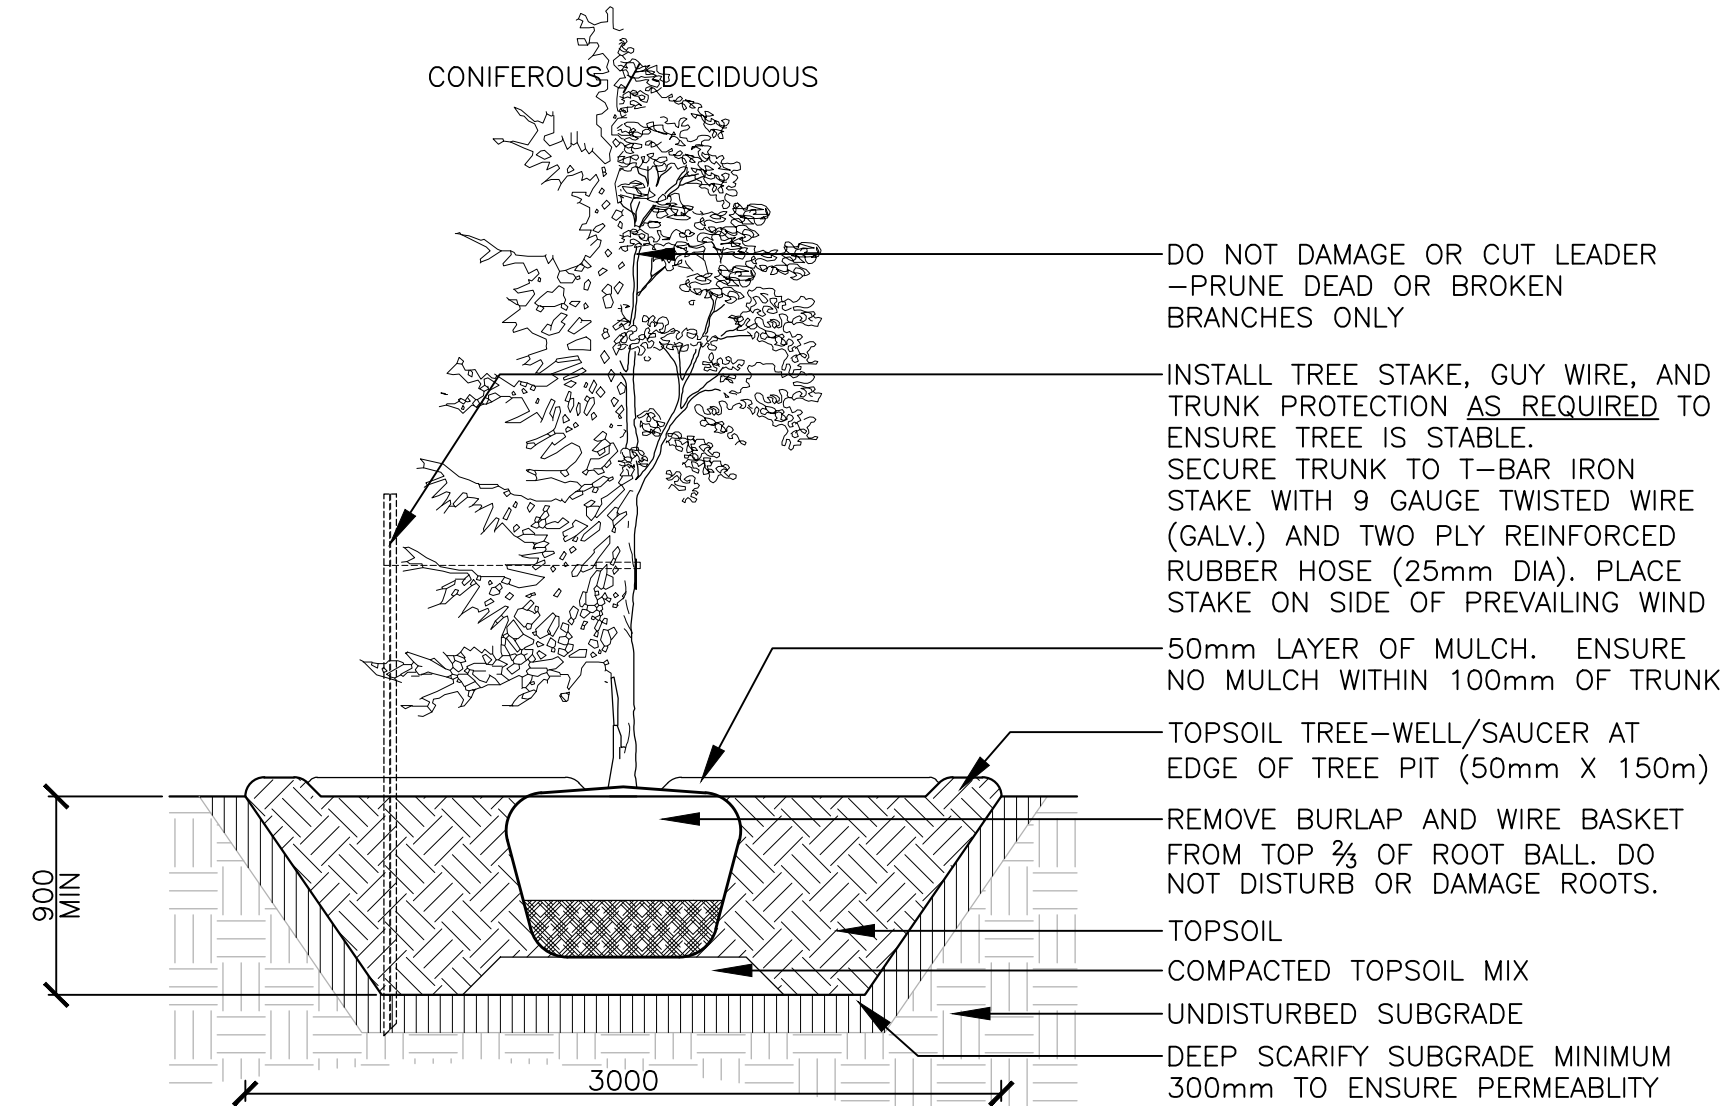 CONIFEROUS / DECIDUOUS
DO NOT DAMAGE OR CUT LEADER
-PRUNE DEAD OR BROKEN
BRANCHES ONLY
INSTALL TREE STAKE, GUY WIRE, AND
TRUNK PROTECTION AS REQUIRED TO
ENSURE TREE IS STABLE.
SECURE TRUNK TO T-BAR IRON
STAKE WITH 9 GAUGE TWISTED WIRE
(GALV.) AND TWO PLY REINFORCED
RUBBER HOSE (25mm DIA). PLACE
STAKE ON SIDE OF PREVAILING WIND
50mm LAYER OF MULCH. ENSURE
NO MULCH WITHIN 100mm OF TRUNK
TOPSOIL TREE-WELL/SAUCER AT
EDGE OF TREE PIT (50mm X 150m)
REMOVE BURLAP AND WIRE BASKET
FROM TOP ⅔ OF ROOT BALL. DO
NOT DISTURB OR DAMAGE ROOTS.
TOPSOIL
COMPACTED TOPSOIL MIX
UNDISTURBED SUBGRADE
DEEP SCARIFY SUBGRADE MINIMUM
300mm TO ENSURE PERMEABLITY
900
MIN
3000